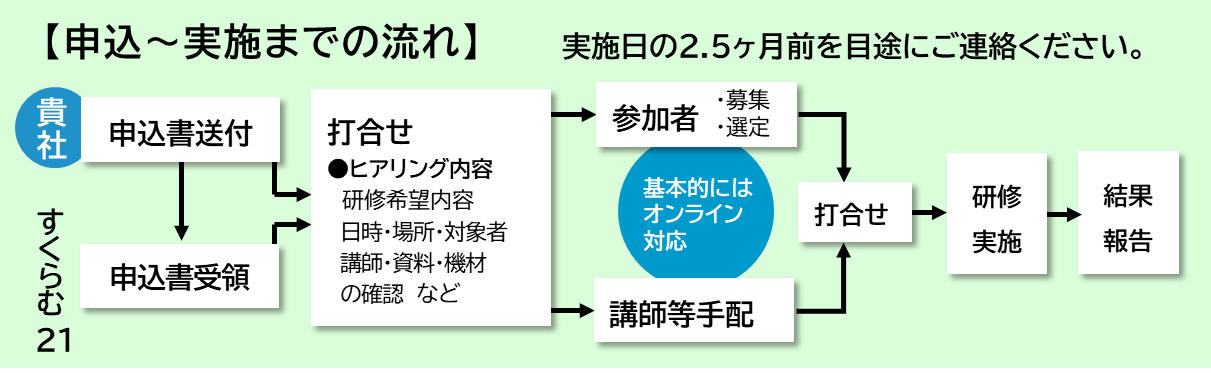 【申込～実施までの流れ】
実施日の2.5ヶ月前を目途にご連絡ください。
貴社
申込書送付
すくらむ21
申込書受領
打合せ
●ヒアリング内容
研修希望内容
日時・場所・対象者
講師・資料・機材
の確認 など
参加者
・募集
・選定
基本的には
オンライン
対応
講師等手配
打合せ
研修
実施
結果
報告